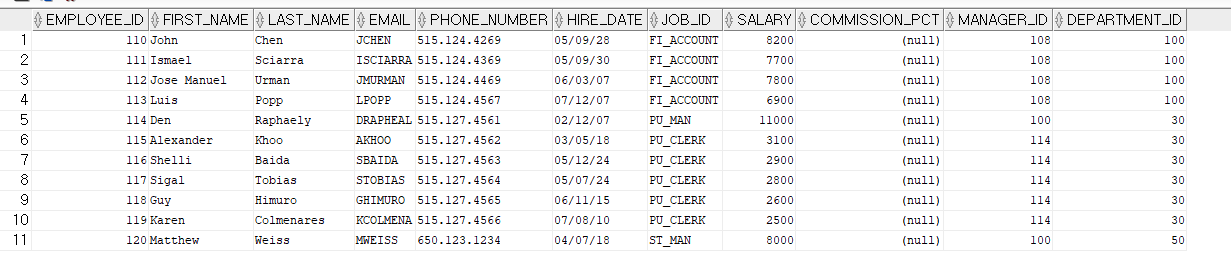 EMPLOYEE_ID FIRST_NAME LAST_NAME EMAIL PHONE_NUMBER HIRE_DATE JOB_ID SALARY COMMISSION_PCT MANAGER_ID DEPARTMENT_ID
1 110 John Chen JCHEN 515.124.4269 05/09/28 FI_ACCOUNT 8200 (null) 108 100
2 111 Ismael Sciarra ISCIARRA 515.124.4369 05/09/30 FI_ACCOUNT 7700 (null) 108 100
3 112 Jose Manuel Urman JMURMAN 515.124.4469 06/03/07 FI_ACCOUNT 7800 (null) 108 100
4 113 Luis Popp LPOPP 515.124.4567 07/12/07 FI_ACCOUNT 6900 (null) 108 100
5 114 Den Raphaely DRAPHEAL 515.127.4561 02/12/07 PU_MAN 11000 (null) 100 30
6 115 Alexander Khoo AKHOO 515.127.4562 03/05/18 PU_CLERK 3100 (null) 114 30
7 116 Shelli Baida SBAIDA 515.127.4563 05/12/24 PU_CLERK 2900 (null) 114 30
8 117 Sigal Tobias STOBIAS 515.127.4564 05/07/24 PU_CLERK 2800 (null) 114 30
9 118 Guy Himuro GHIMURO 515.127.4565 06/11/15 PU_CLERK 2600 (null) 114 30
10 119 Karen Colmenares KCOLMENA 515.127.4566 07/08/10 PU_CLERK 2500 (null) 114 30
11 120 Matthew Weiss MWEISS 650.123.1234 04/07/18 ST_MAN 8000 (null) 100 50